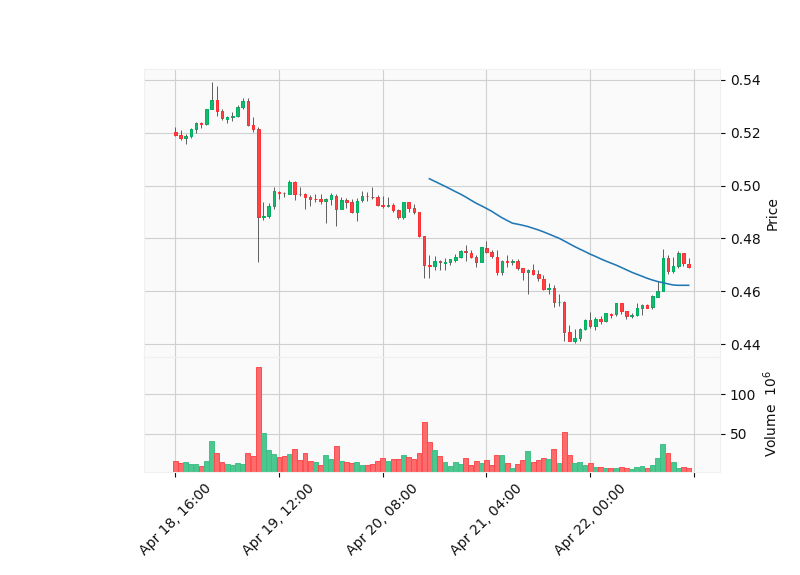 0.54
0.52
0.50
0.48
0.46
0.44
Price
100
50
Volume 10^6
Apr 18, 16:00
Apr 19, 12:00
Apr 20, 08:00
Apr 21, 04:00
Apr 22, 00:00